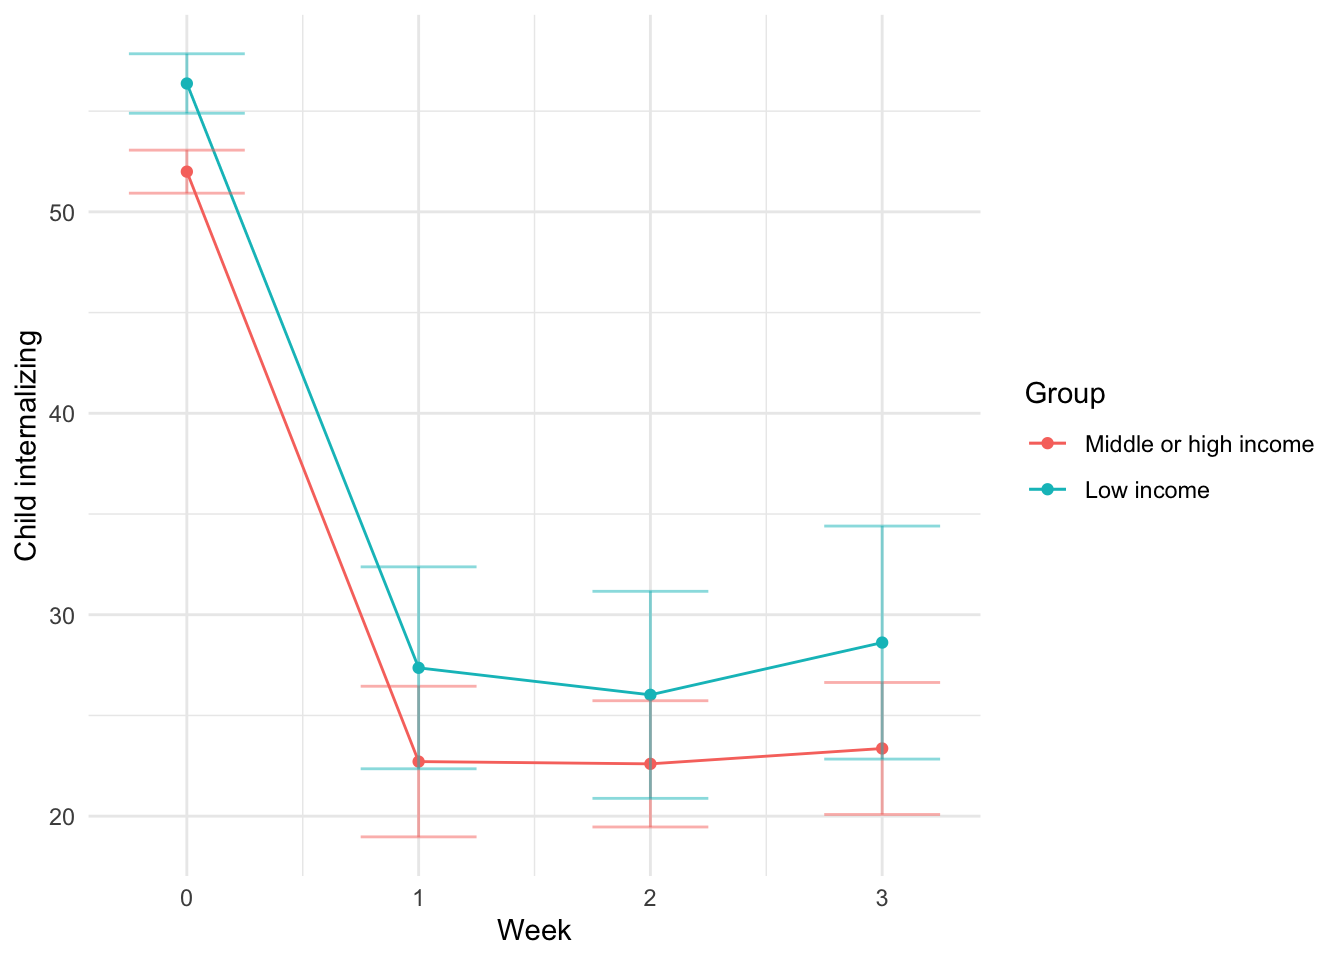 50
40
30
20
Child internalizing
0 1 2 3
Week
Group
Middle or high income
Low income